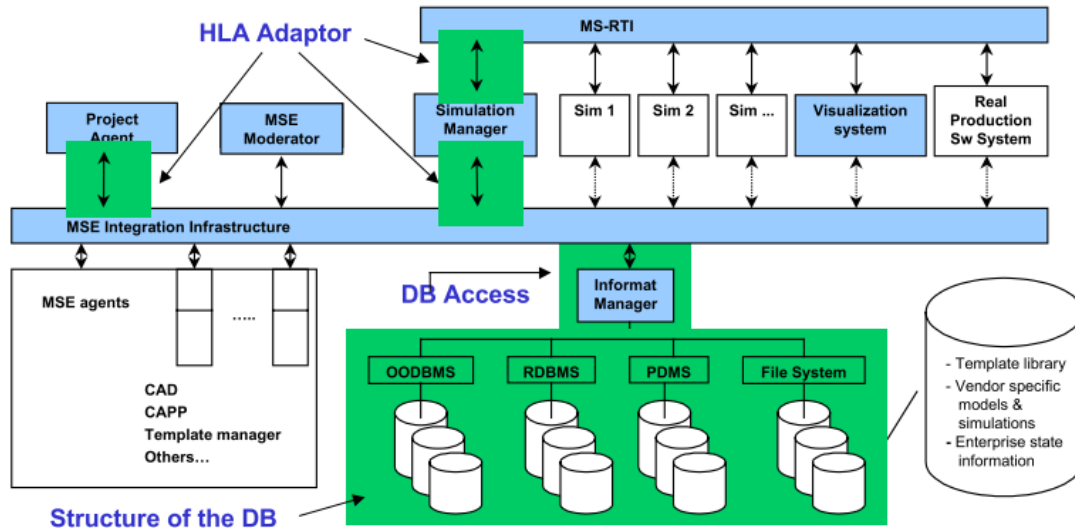 HLA Adaptor
MS-RTI
Project
Agent
MSE
Moderator
Simulation
Manager
Sim 1
Sim 2
Sim ...
Visualization
system
Real
Production
Sw System
MSE Integration Infrastructure
MSE agents
.....
CAD
CAPP
Template manager
Others...
DB Access
Informat
Manager
OODBMS
RDBMS
PDMS
File System
- Template library
- Vendor specific
models &
simulations
- Enterprise state
information
Structure of the DB